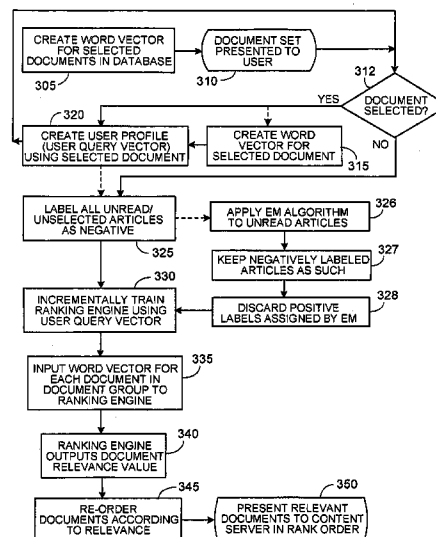 CREATE WORD VECTOR
FOR SELECTED
DOCUMENTS IN DATABASE
305
DOCUMENT SET
PRESENTED TO
USER
310
312
DOCUMENT
SELECTED?
YES
NO
320
CREATE USER PROFILE
(USER QUERY VECTOR)
USING SELECTED DOCUMENT
CREATE WORD
VECTOR FOR
SELECTED DOCUMENT
315
LABEL ALL UNREAD/
UNSELECTED ARTICLES
AS NEGATIVE
325
326
APPLY EM ALGORITHM
TO UNREAD ARTICLES
327
KEEP NEGATIVELY LABELED
ARTICLES AS SUCH
328
DISCARD POSITIVE
LABELS ASSIGNED BY EM
330
INCREMENTALLY TRAIN
RANKING ENGINE USING
USER QUERY VECTOR
335
INPUT WORD VECTOR FOR
EACH DOCUMENT IN
DOCUMENT GROUP TO
RANKING ENGINE
340
RANKING ENGINE
OUTPUTS DOCUMENT
RELEVANCE VALUE
345
RE-ORDER
DOCUMENTS ACCORDING
TO RELEVANCE
350
PRESENT RELEVANT
DOCUMENTS TO CONTENT
SERVER IN RANK ORDER